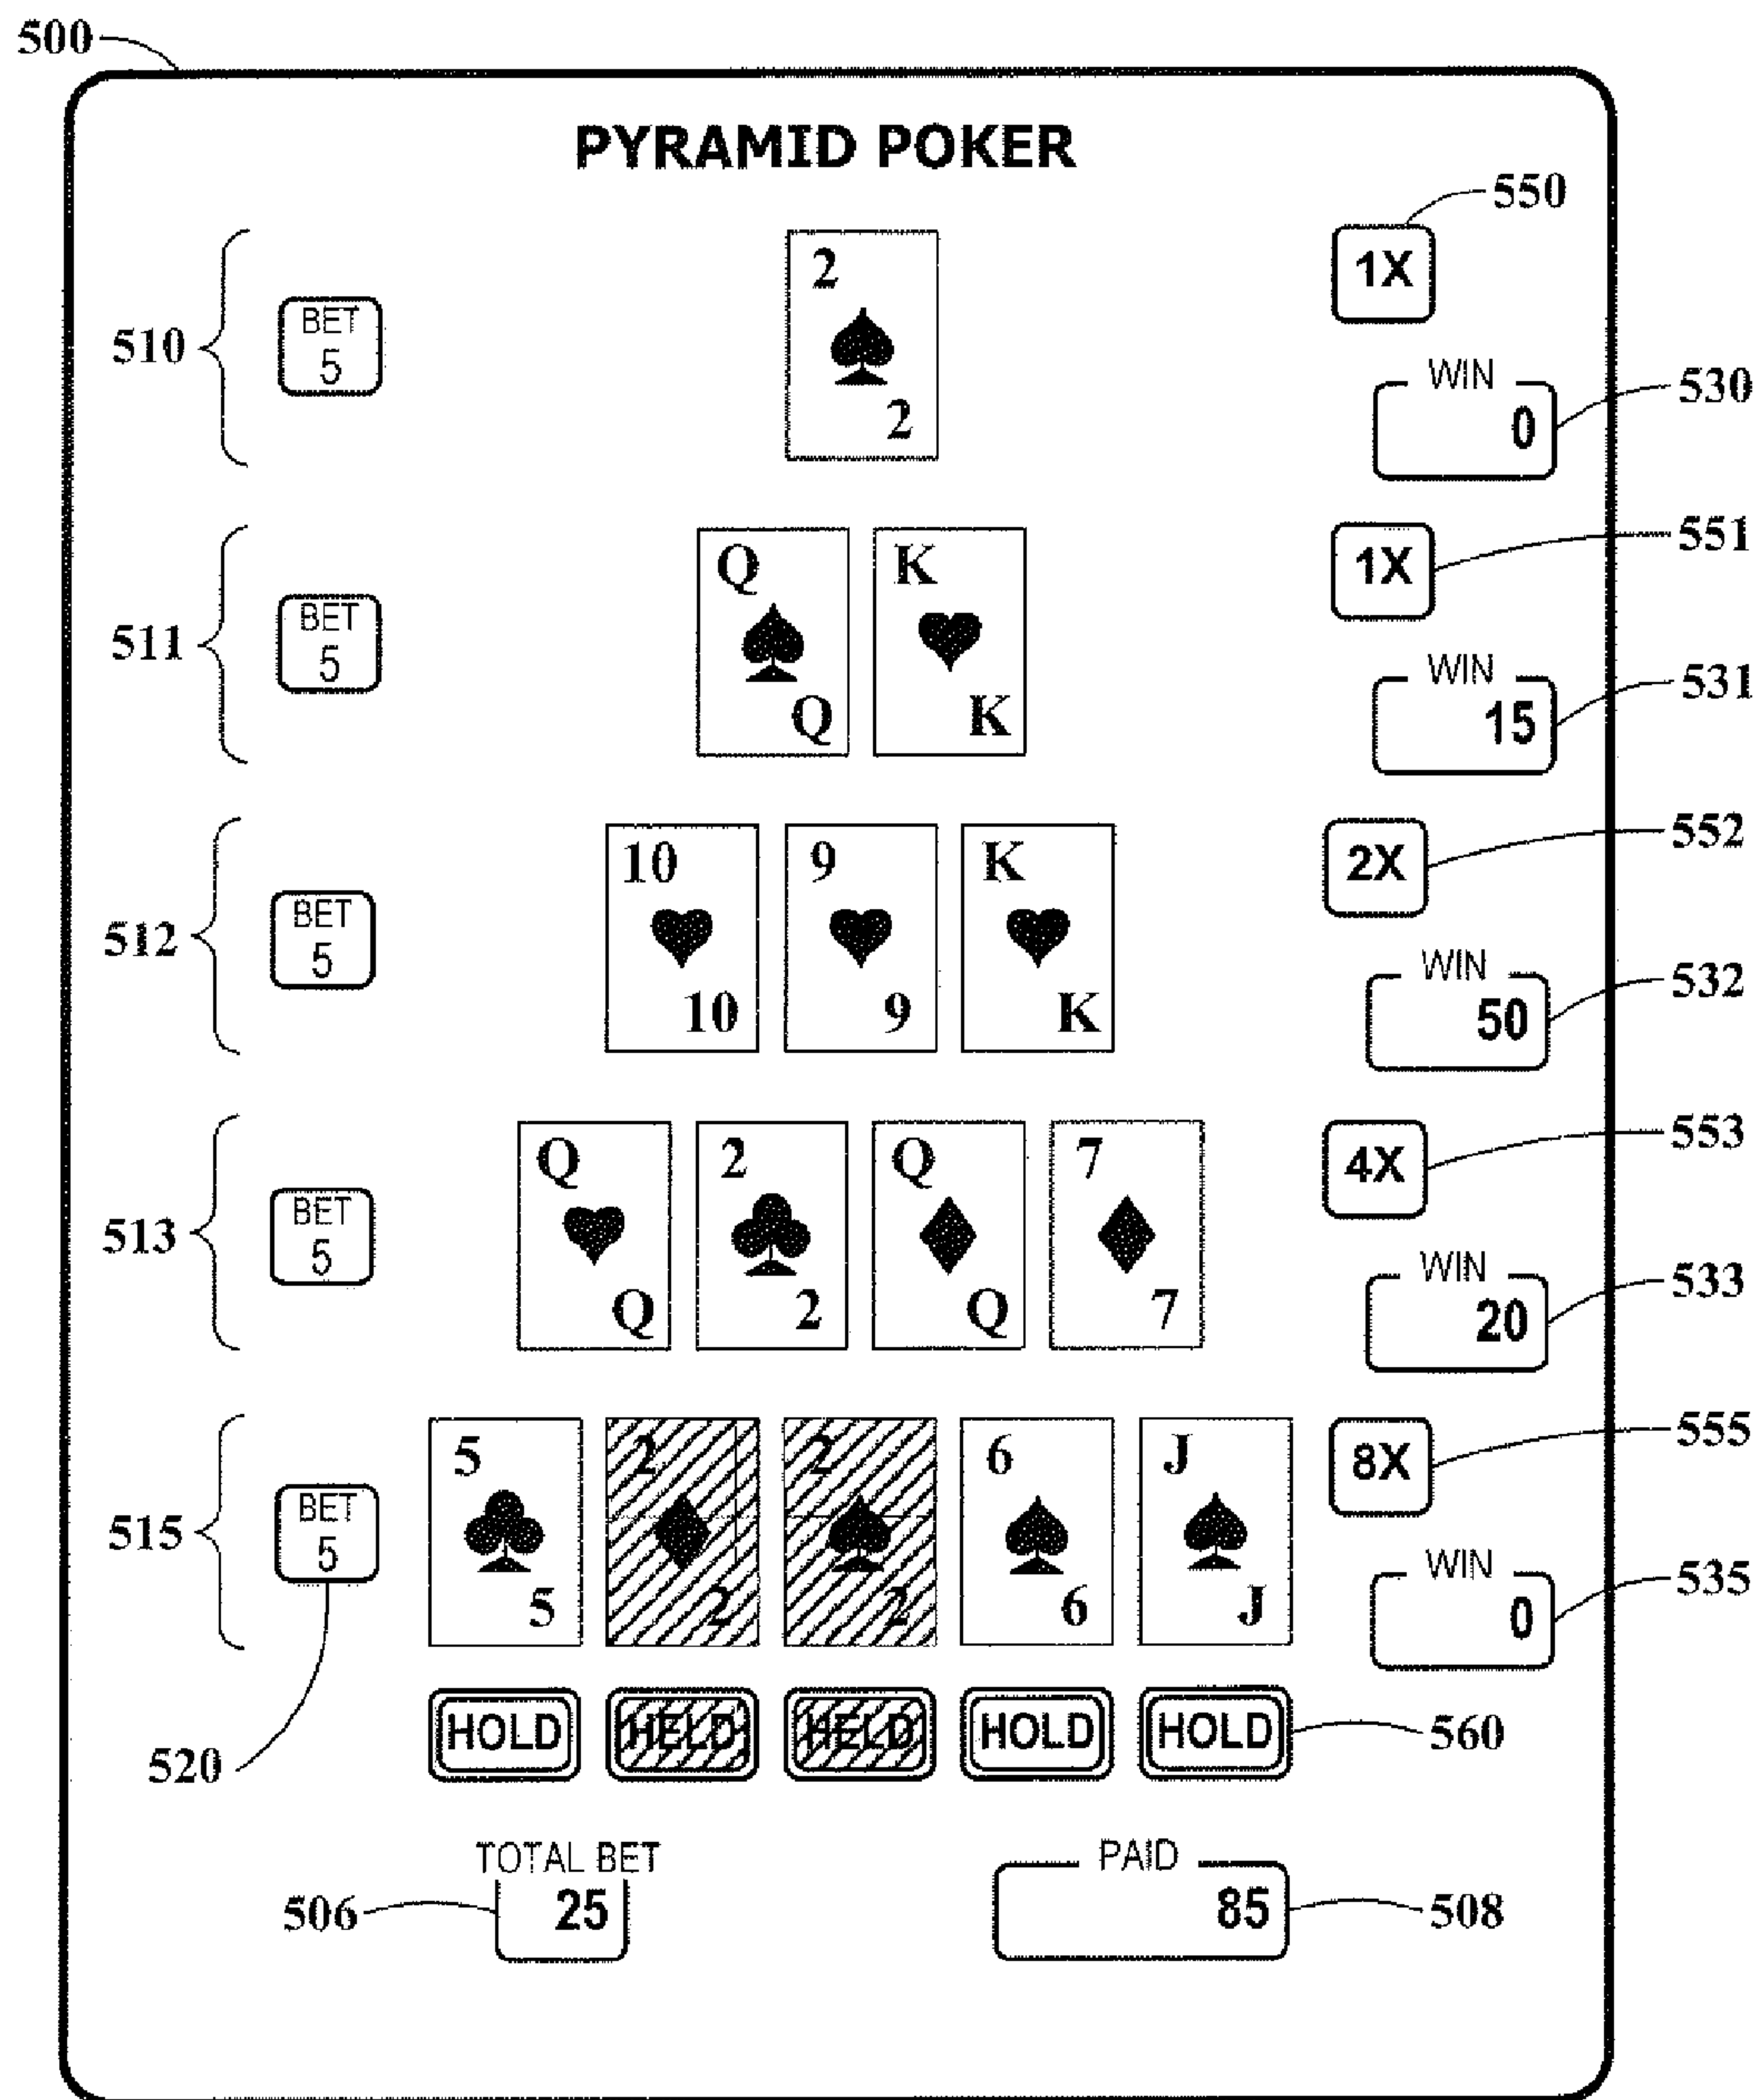 500
PYRAMID POKER
550
510
BET
5
2
2
1X
WIN
0
530
511
BET
5
Q
Q
K
K
1X
551
WIN
15
531
512
BET
5
10
10
9
9
K
K
2X
552
WIN
50
532
513
BET
5
Q
Q
2
2
Q
Q
7
7
4X
553
WIN
20
533
515
BET
5
520
5
5
2
2
2
2
6
6
J
J
8X
555
WIN
0
535
HOLD
HELD
HELD
HOLD
HOLD
560
TOTAL BET
25
506
PAID
85
508